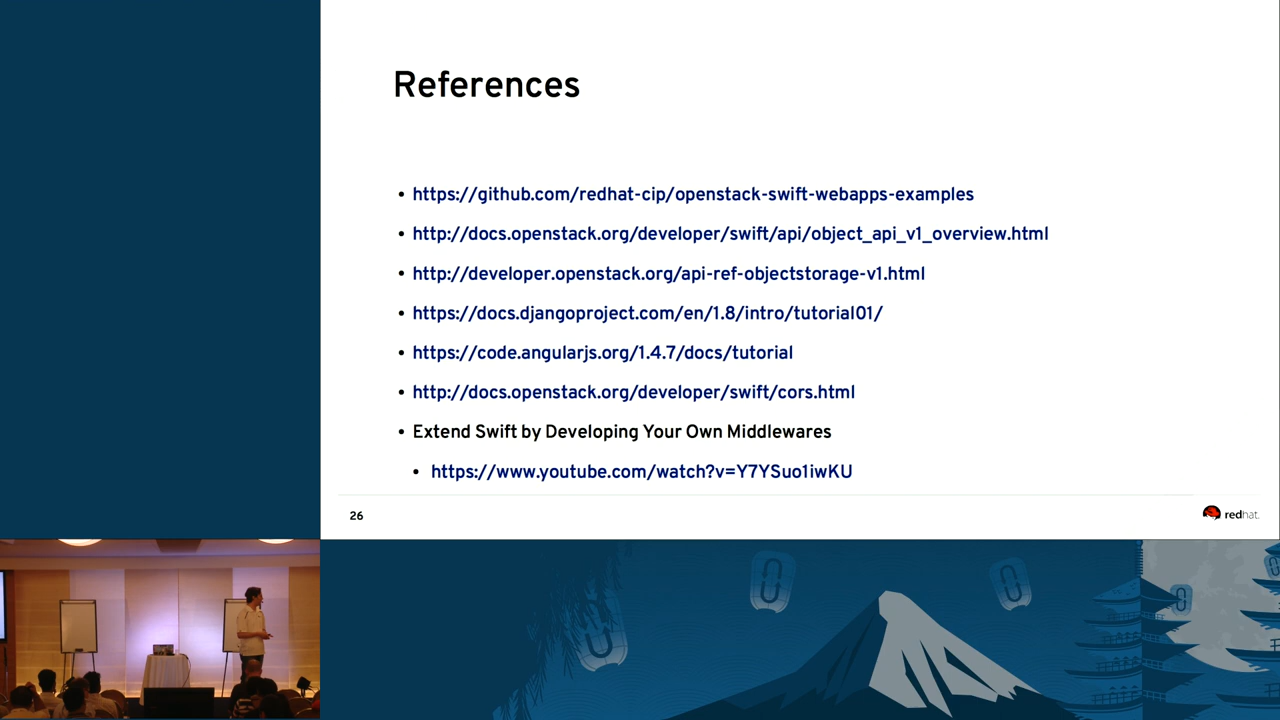 References
• https://github.com/redhat-cip/openstack-swift-webapps-examples
• http://docs.openstack.org/developer/swift/api/object_api_v1_overview.html
• http://developer.openstack.org/api-ref-objectstorage-v1.html
• https://docs.djangoproject.com/en/1.8/intro/tutorial01/
• https://code.angularjs.org/1.4.7/docs/tutorial
• http://docs.openstack.org/developer/swift/cors.html
• Extend Swift by Developing Your Own Middlewares
• https://www.youtube.com/watch?v=Y7YSuo1iwKU
26
redhat.